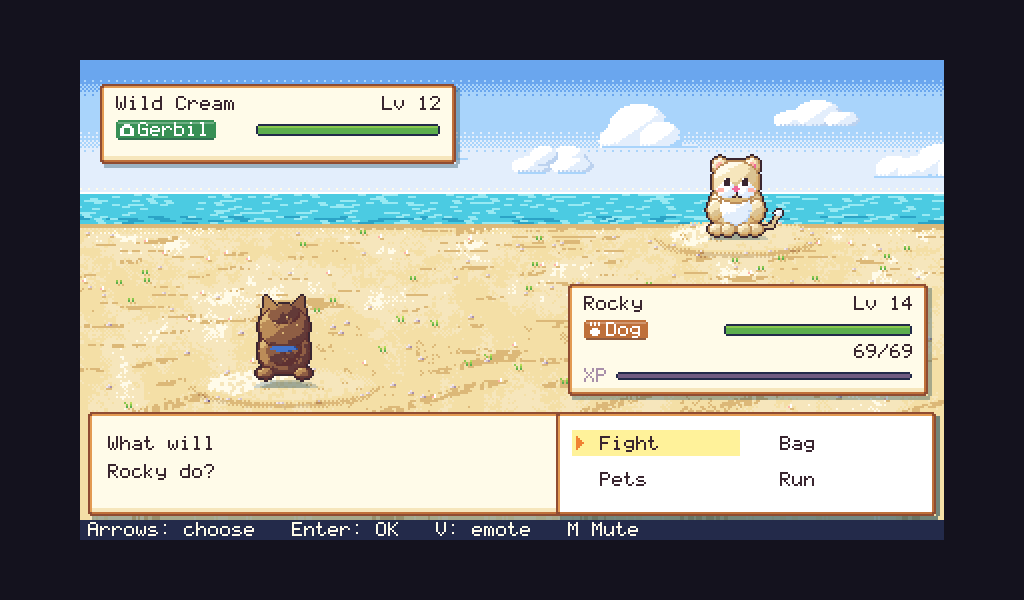 Wild Cream Lv 12
Gerbil
Rocky Lv 14
Dog
69/69
XP
What will
Rocky do?
Fight Bag
Pets Run
Arrows: choose Enter: OK V: emote M Mute